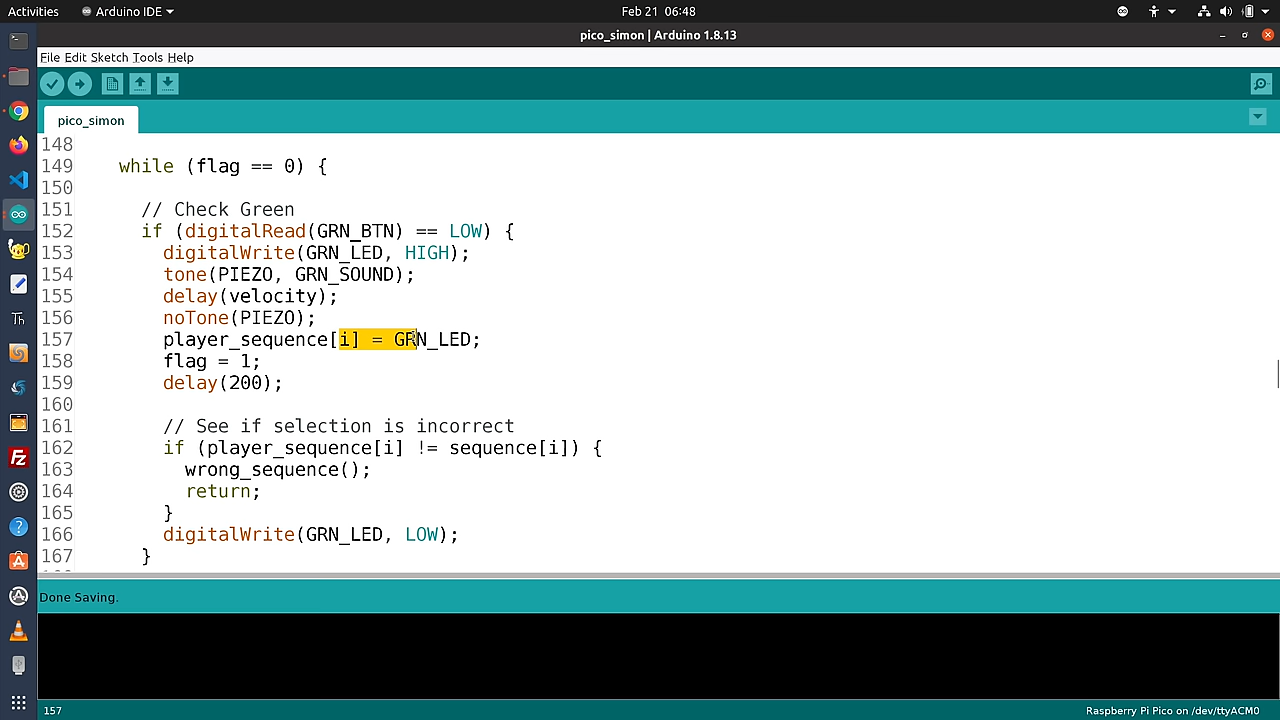 Activities Arduino IDE Feb 21 06:48
pico_simon | Arduino 1.8.13
File Edit Sketch Tools Help
pico_simon
148
149 while (flag == 0) {
150
151 // Check Green
152 if (digitalRead(GRN_BTN) == LOW) {
153 digitalWrite(GRN_LED, HIGH);
154 tone(PIEZO, GRN_SOUND);
155 delay(velocity);
156 noTone(PIEZO);
157 player_sequence[i] = GRN_LED;
158 flag = 1;
159 delay(200);
160
161 // See if selection is incorrect
162 if (player_sequence[i] != sequence[i]) {
163 wrong_sequence();
164 return;
165 }
166 digitalWrite(GRN_LED, LOW);
167 }
Done Saving.
157 Raspberry Pi Pico on /dev/ttyACM0